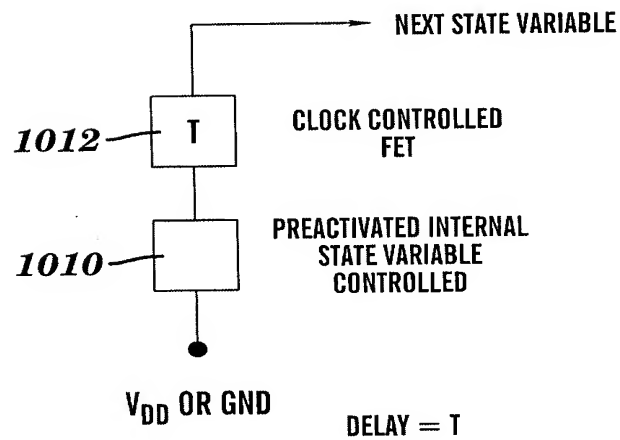 NEXT STATE VARIABLE
1012
T
CLOCK CONTROLLED
FET
1010
PREACTIVATED INTERNAL
STATE VARIABLE
CONTROLLED
VDD OR GND
DELAY = T